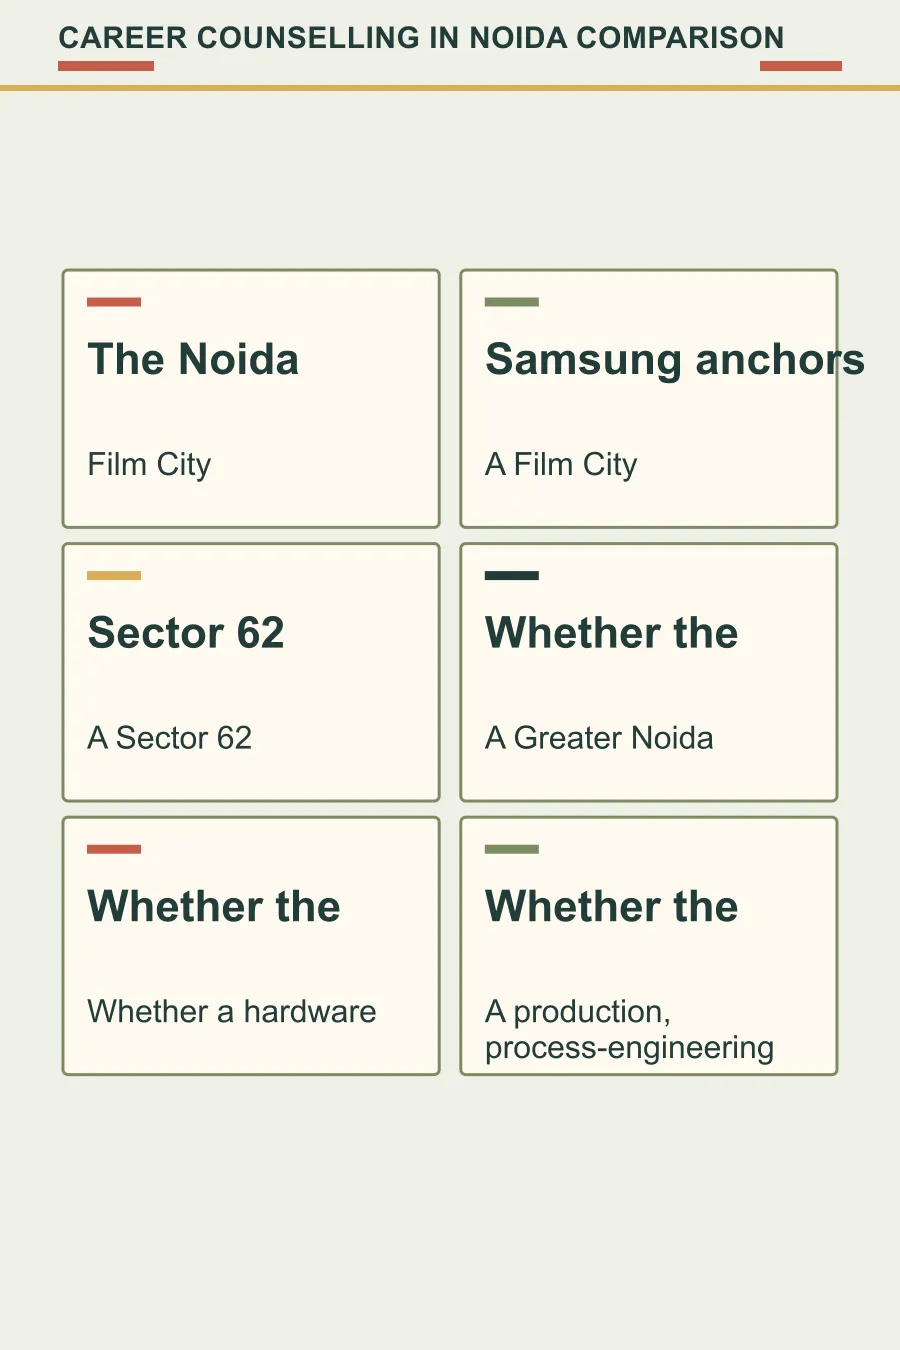 CAREER COUNSELLING IN NOIDA COMPARISON
The Noida
Film City
Samsung anchors
A Film City
Sector 62
A Sector 62
Whether the
A Greater Noida
Whether the
Whether a hardware
Whether the
A production,
process-engineering